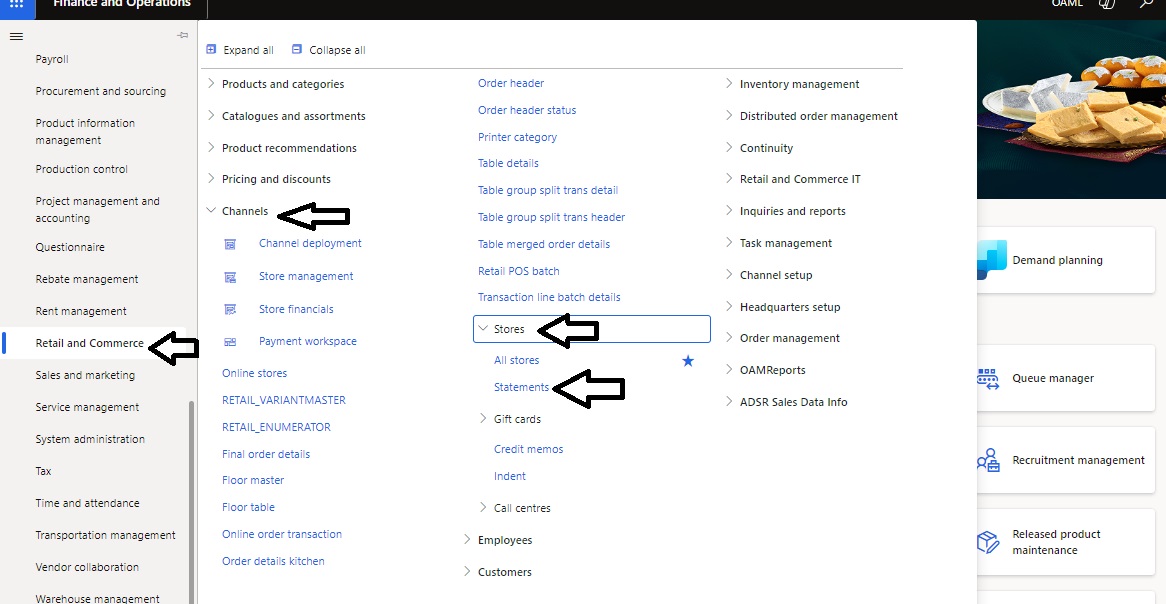 Finance and Operations
OAML
Payroll
Procurement and sourcing
Product information
management
Production control
Project management and
accounting
Questionnaire
Rebate management
Rent management
Retail and Commerce
Sales and marketing
Service management
System administration
Tax
Time and attendance
Transportation management
Vendor collaboration
Warehouse management
Expand all
Collapse all
Products and categories
Catalogues and assortments
Product recommendations
Pricing and discounts
Channels
Channel deployment
Store management
Store financials
Payment workspace
Online stores
RETAIL_VARIANTMASTER
RETAIL_ENUMERATOR
Final order details
Floor master
Floor table
Online order transaction
Order details kitchen
Order header
Order header status
Printer category
Table details
Table group split trans detail
Table group split trans header
Table merged order details
Retail POS batch
Transaction line batch details
Stores
All stores
Statements
Gift cards
Credit memos
Indent
Call centres
Employees
Customers
Inventory management
Distributed order management
Continuity
Retail and Commerce IT
Inquiries and reports
Task management
Channel setup
Headquarters setup
Order management
OAMReports
ADSR Sales Data Info
Demand planning
Queue manager
Recruitment management
Released product
maintenance